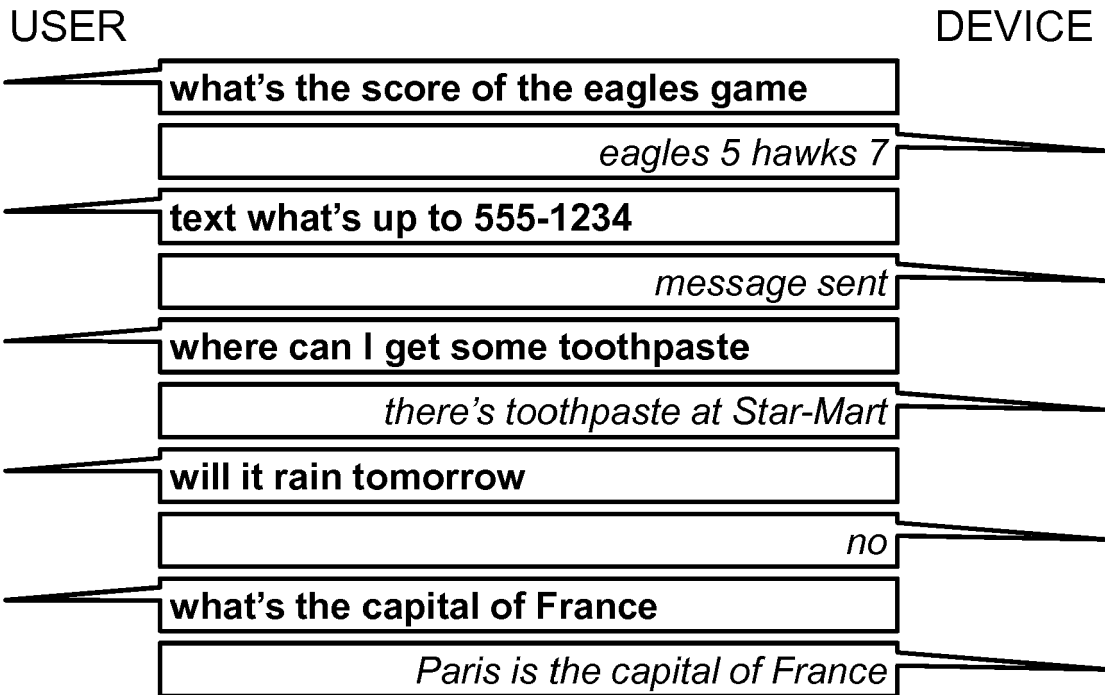 USER DEVICE
what’s the score of the eagles game
eagles 5 hawks 7
text what’s up to 555-1234
message sent
where can I get some toothpaste
there’s toothpaste at Star-Mart
will it rain tomorrow
no
what’s the capital of France
Paris is the capital of France